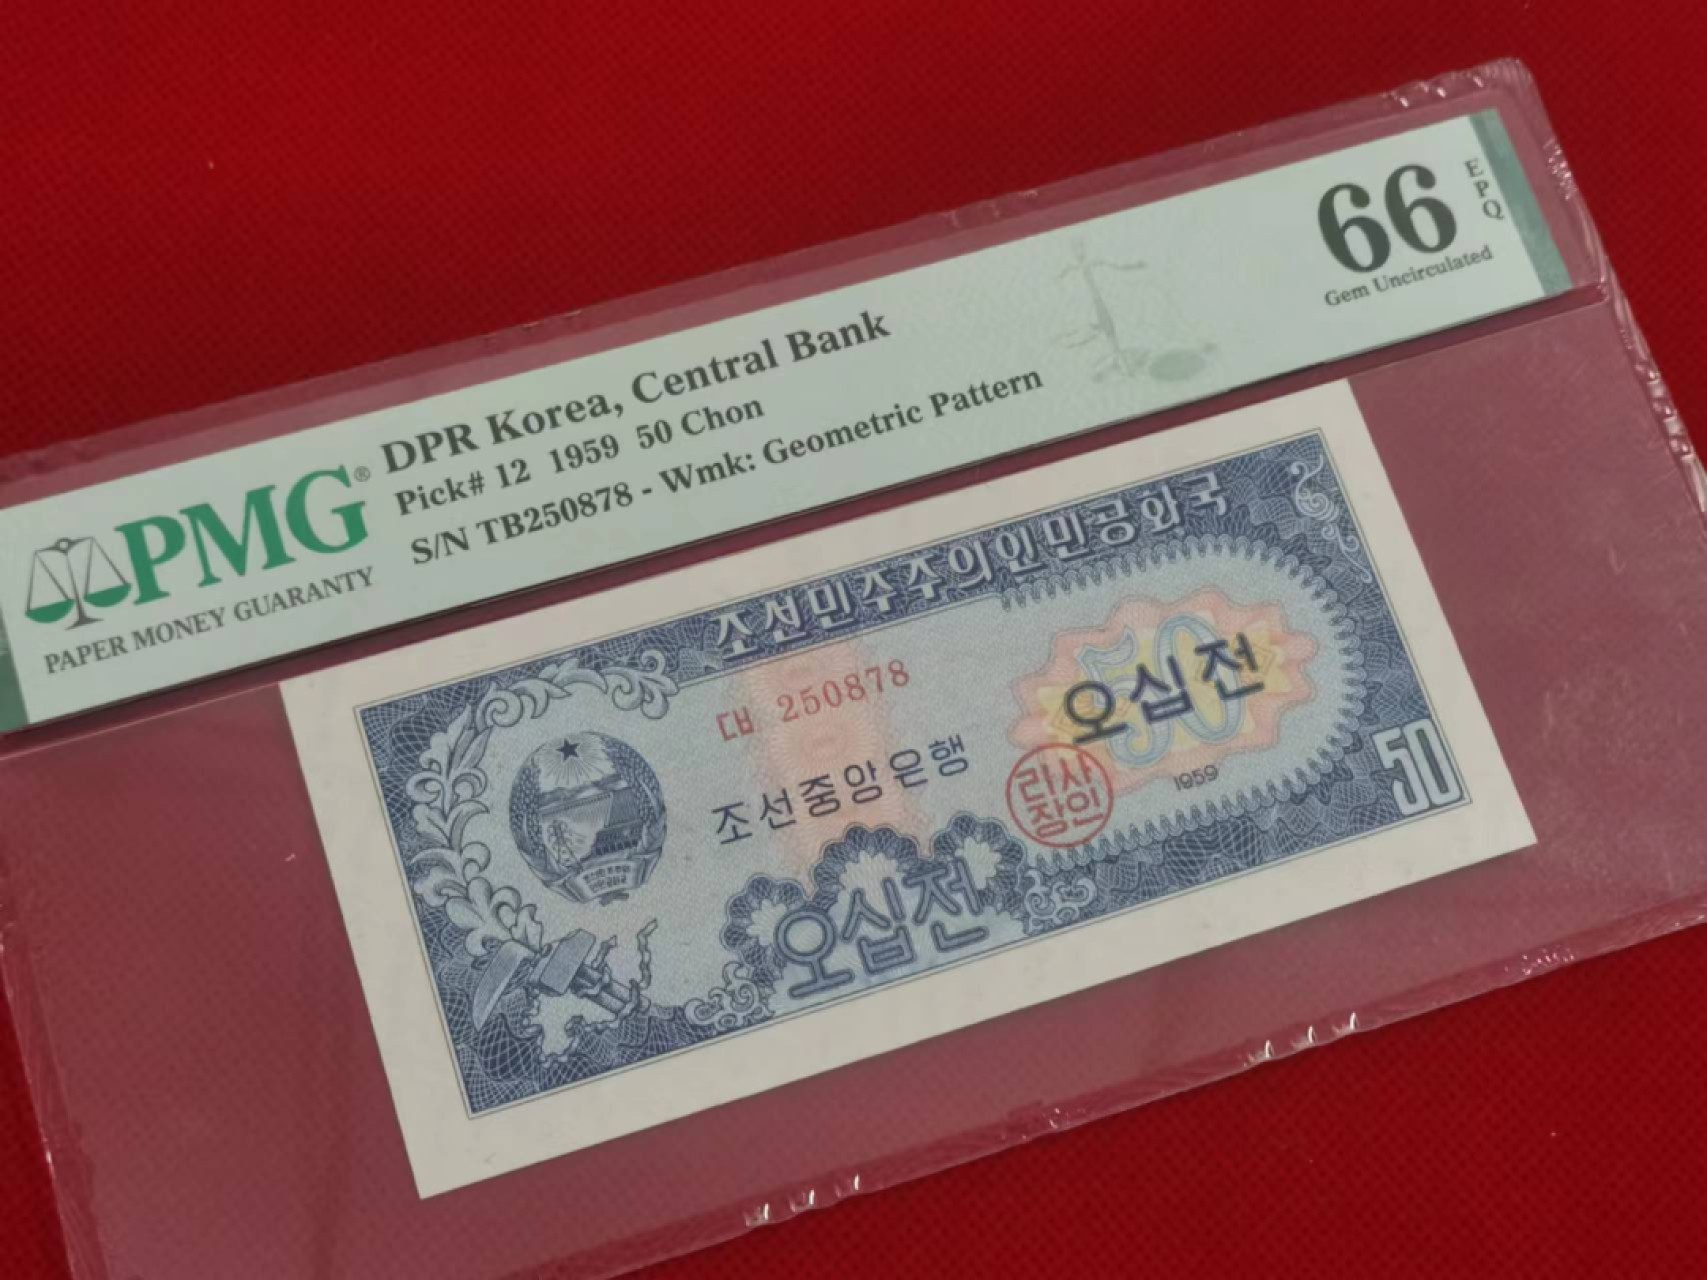 PMG®
PAPER MONEY GUARANTY
DPR Korea, Central Bank
Pick# 12 1959 50 Chon
S/N TB250878 - Wmk: Geometric Pattern
66
EPQ
Gem Uncirculated
조선민주주의인민공화국
ㄷㅂ 250878
50
오십전
조선중앙은행
리사
장인
1959
50
오십전